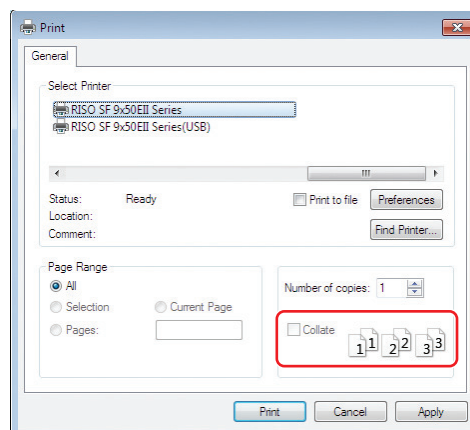 Print
General
Select Printer
RISO SF 9x50EII Series
RISO SF 9x50EII Series(USB)
Status: Ready
Print to file
Preferences
Location:
Comment:
Find Printer...
Page Range
All
Selection
Current Page
Pages:
Number of copies: 1
Collate
1 1 2 2 3 3
Print
Cancel
Apply